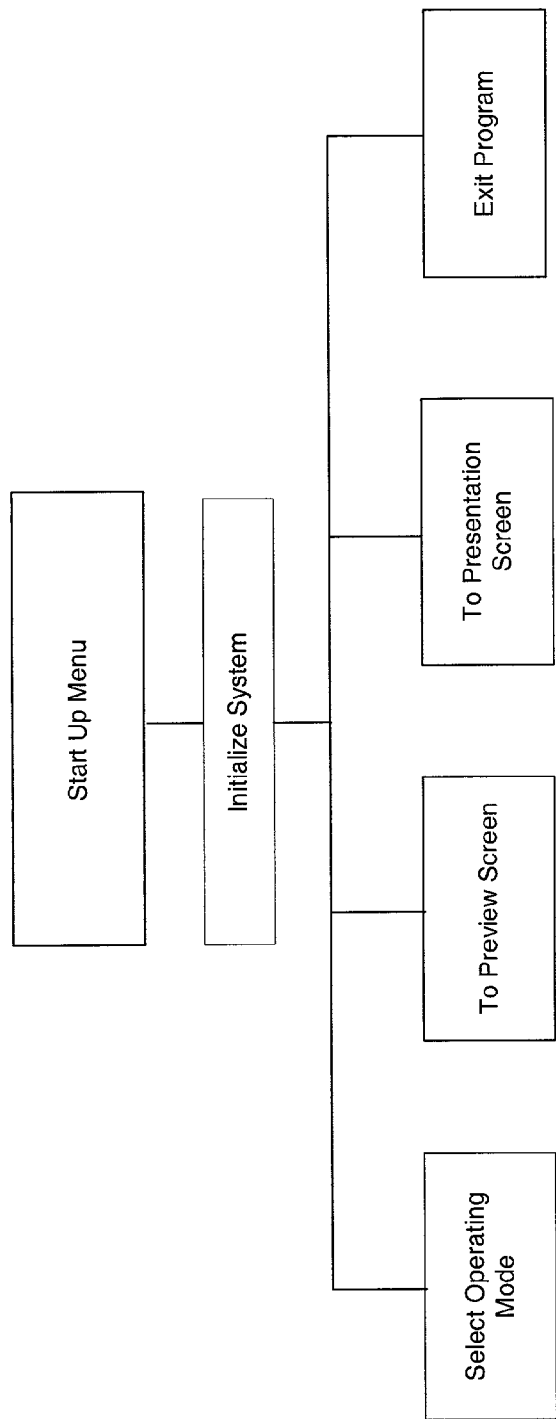 Start Up Menu
Initialize System
Select Operating
Mode
To Preview Screen
To Presentation
Screen
Exit Program